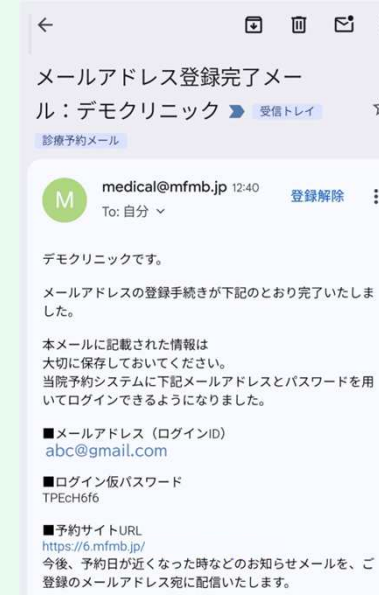 メールアドレス登録完了メー
ル：デモクリニック 受信トレイ
診療予約メール
M
medical@mfmb.jp 12:40 登録解除
To: 自分
デモクリニックです。
メールアドレスの登録手続きが下記のとおり完了いたしま
した。
本メールに記載された情報は
大切に保存しておいてください。
当院予約システムに下記メールアドレスとパスワードを用
いてログインできるようになりました。
■メールアドレス（ログインID）
abc@gmail.com
■ログイン仮パスワード
TPEcH6f6
■予約サイトURL
https://6.mfmb.jp/
今後、予約日が近くなった時などのお知らせメールを、ご
登録のメールアドレス宛に配信いたします。